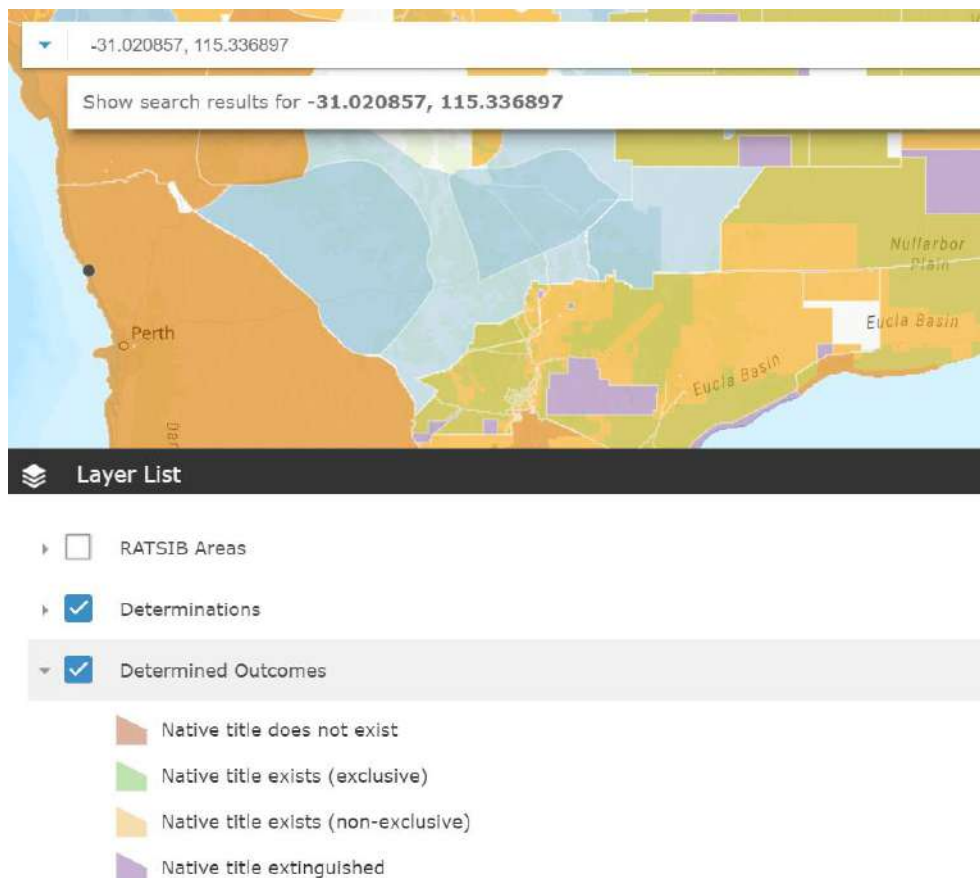 -31.020857, 115.336897
Show search results for -31.020857, 115.336897
Nullarbor
Plain
Eucla Basin
Perth
Eucla Basin
Dar
Layer List
RATSIB Areas
Determinations
Determined Outcomes
Native title does not exist
Native title exists (exclusive)
Native title exists (non-exclusive)
Native title extinguished